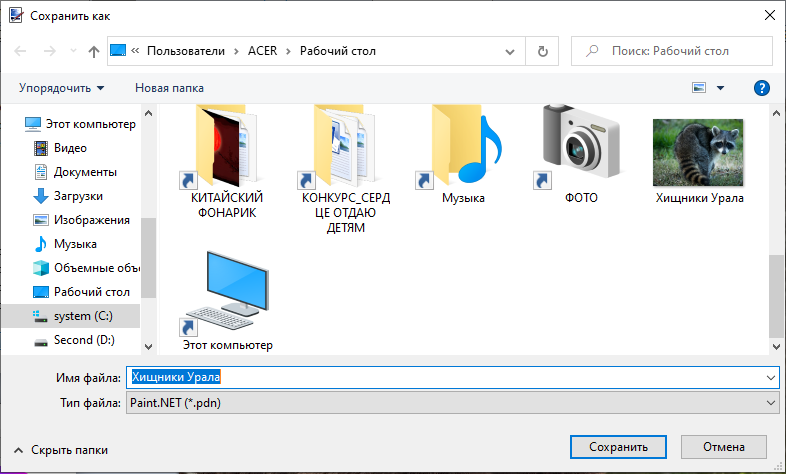 Сохранить как
« Пользователи > ACER > Рабочий стол
Поиск: Рабочий стол
Упорядочить
Новая папка
Этот компьютер
Видео
Документы
Загрузки
Изображения
Музыка
Объемные объ
Рабочий стол
system (C:)
Second (D:)
КИТАЙСКИЙ
ФОНАРИК
КОНКУРС_СЕРД
ЦЕ ОТДАЮ
ДЕТЯМ
Музыка
ФОТО
Хищники Урала
Этот компьютер
Имя файла: Хищники Урала
Тип файла: Paint.NET (*.pdn)
Скрыть папки
Сохранить
Отмена